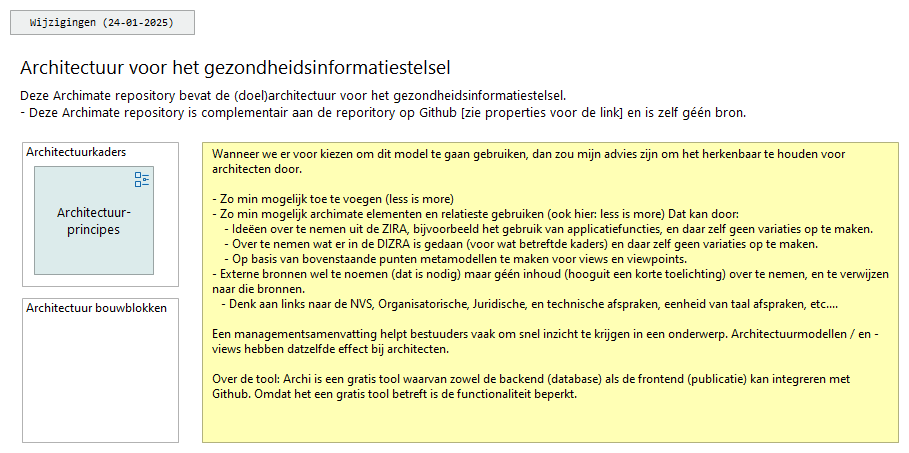 Wijzigingen (24-01-2025)
Architectuur voor het gezondheidsinformatiestelsel
Deze Archimate repository bevat de (doel)architectuur voor het gezondheidsinformatiestelsel.
- Deze Archimate repository is complementair aan de reporitory op Github [zie properties voor de link] en is zelf géén bron.
Architectuurkaders
Architectuur-
principes
Architectuur bouwblokken
Wanneer we er voor kiezen om dit model te gaan gebruiken, dan zou mijn advies zijn om het herkenbaar te houden voor
architecten door.
- Zo min mogelijk toe te voegen (less is more)
- Zo min mogelijk archimate elementen en relatieste gebruiken (ook hier: less is more) Dat kan door:
- Ideëen over te nemen uit de ZIRA, bijvoorbeeld het gebruik van applicatiefuncties, en daar zelf geen variaties op te maken.
- Over te nemen wat er in de DIZRA is gedaan (voor wat betreftde kaders) en daar zelf geen variaties op te maken.
- Op basis van bovenstaande punten metamodellen te maken voor views en viewpoints.
- Externe bronnen wel te noemen (dat is nodig) maar géén inhoud (hooguit een korte toelichting) over te nemen, en te verwijzen
naar die bronnen.
- Denk aan links naar de NVS, Organisatorische, Juridische, en technische afspraken, eenheid van taal afspraken, etc....
Een managementsamenvatting helpt bestuuders vaak om snel inzicht te krijgen in een onderwerp. Architectuurmodellen / en -
views hebben datzelfde effect bij architecten.
Over de tool: Archi is een gratis tool waarvan zowel de backend (database) als de frontend (publicatie) kan integreren met
Github. Omdat het een gratis tool betreft is de functionaliteit beperkt.